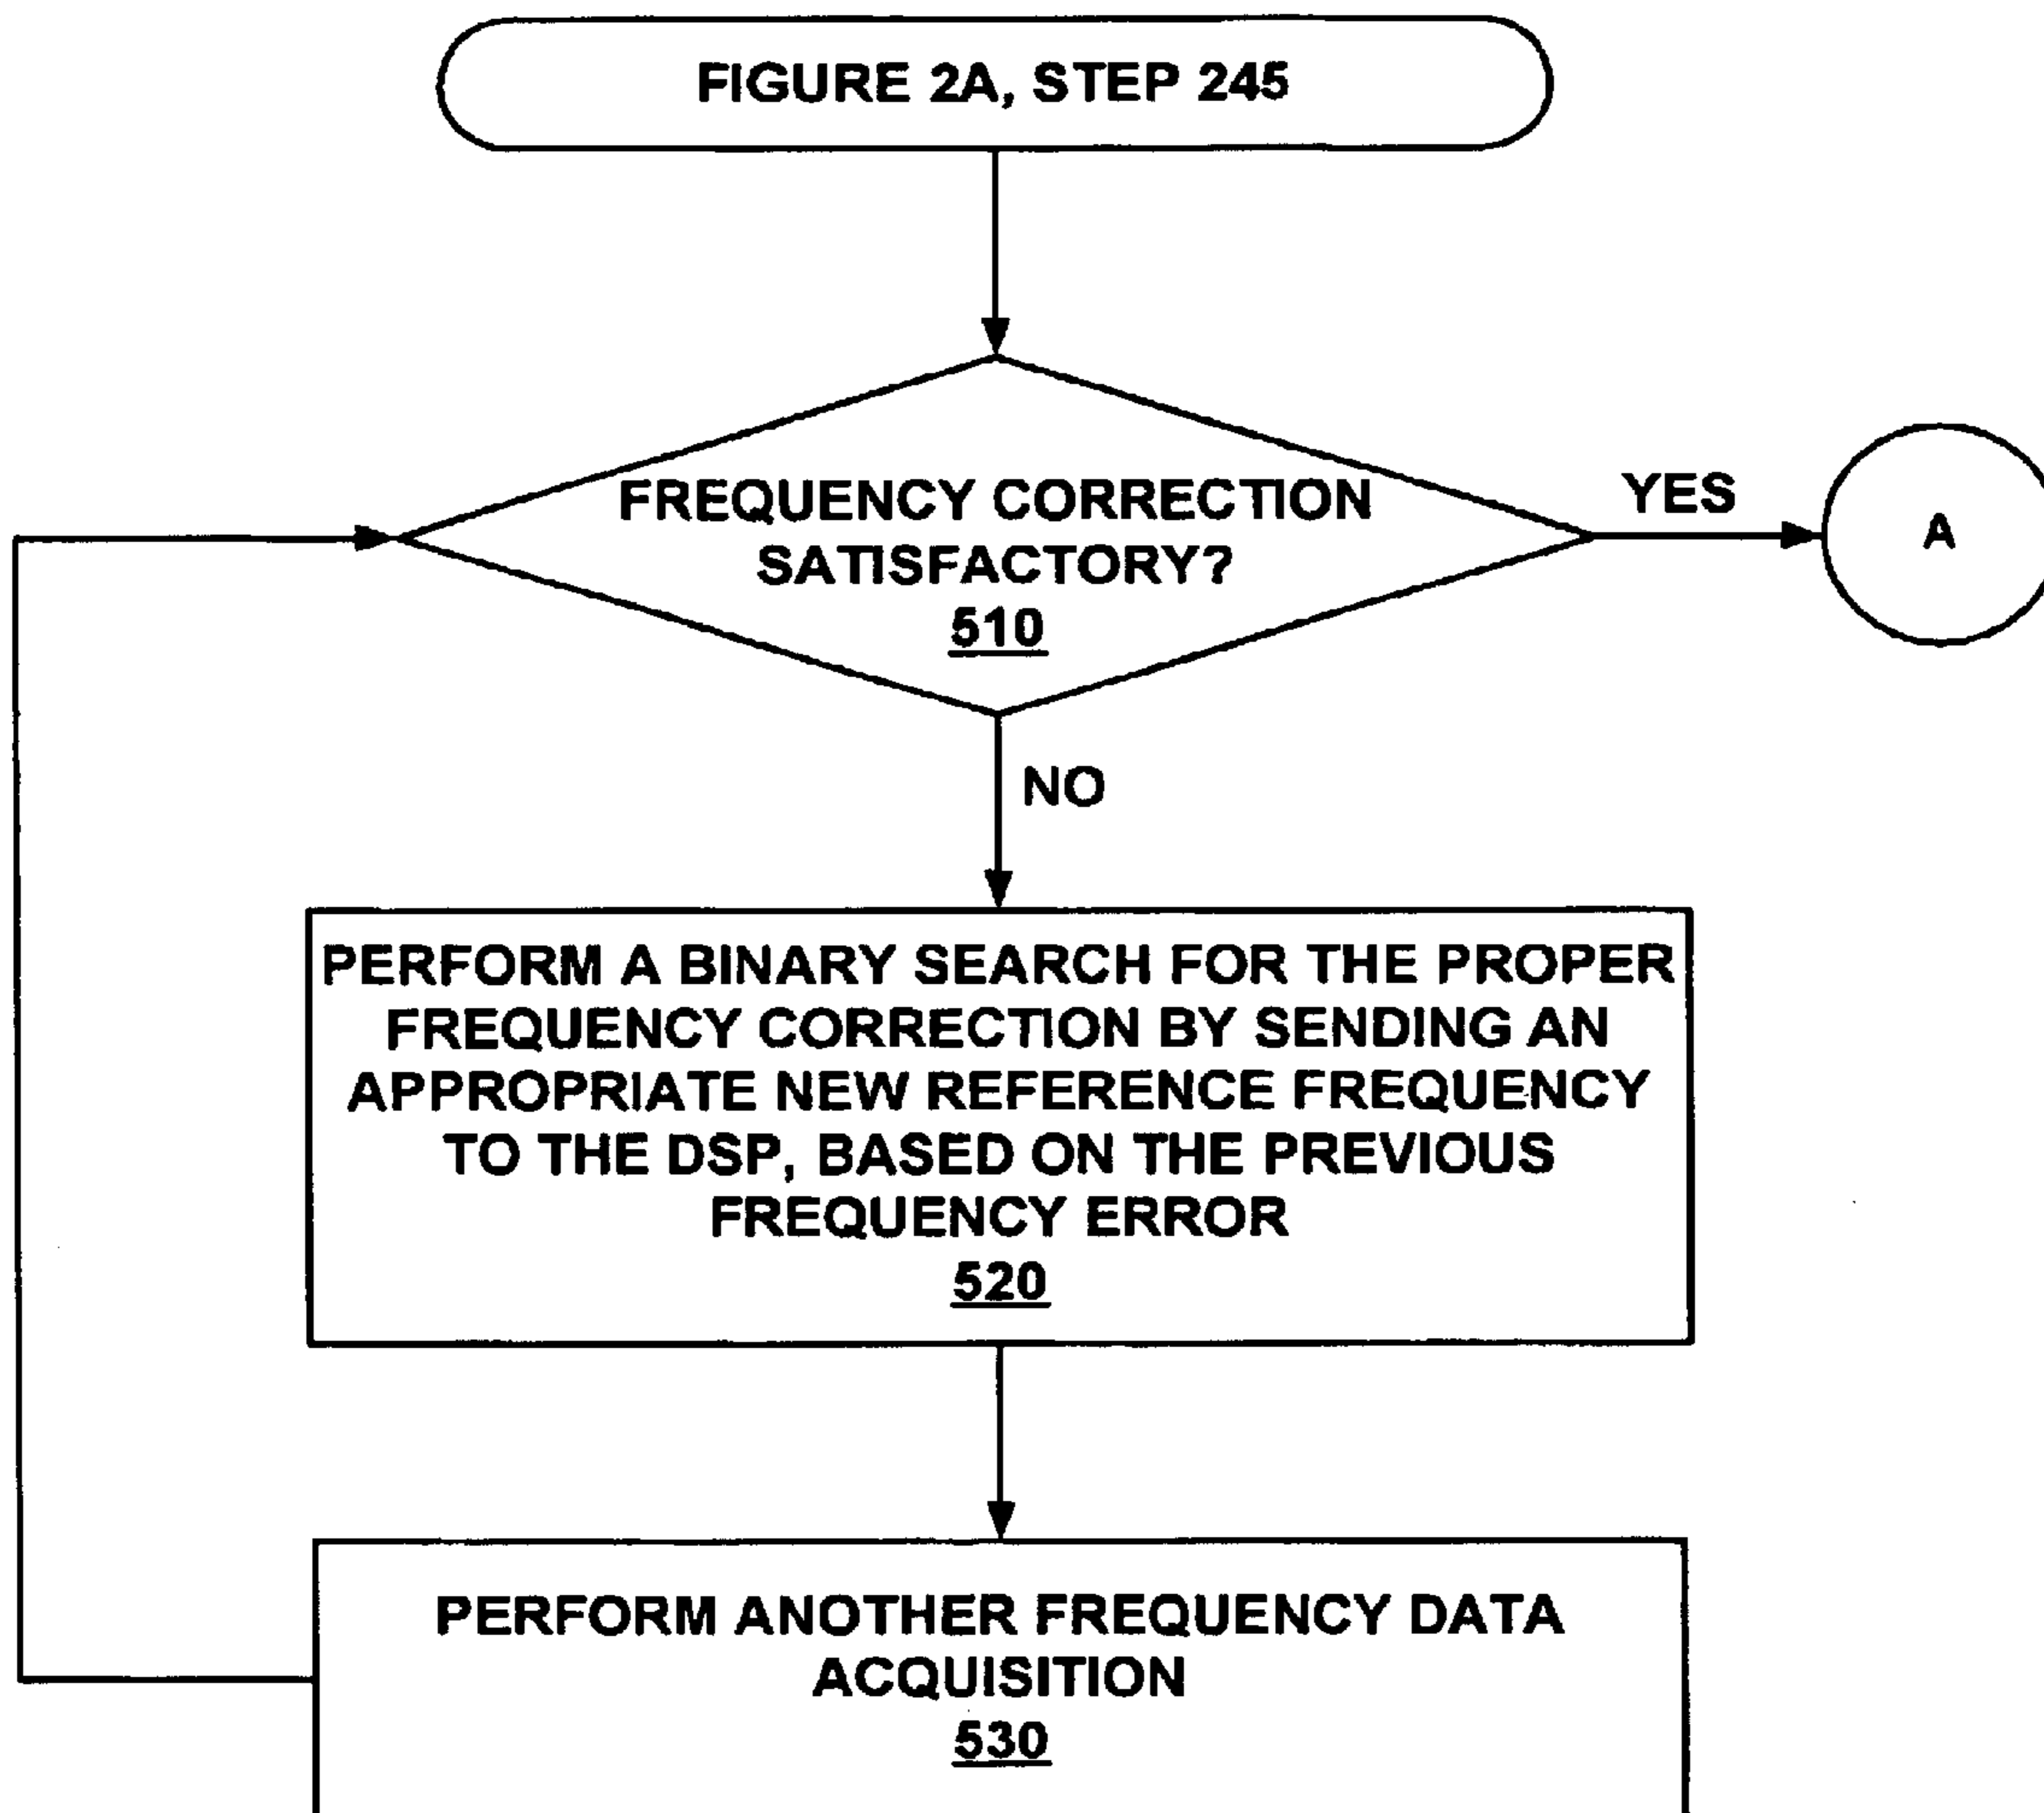 FIGURE 2A, STEP 245
FREQUENCY CORRECTION
SATISFACTORY?
510
YES
A
NO
PERFORM A BINARY SEARCH FOR THE PROPER
FREQUENCY CORRECTION BY SENDING AN
APPROPRIATE NEW REFERENCE FREQUENCY
TO THE DSP, BASED ON THE PREVIOUS
FREQUENCY ERROR
520
PERFORM ANOTHER FREQUENCY DATA
ACQUISITION
530